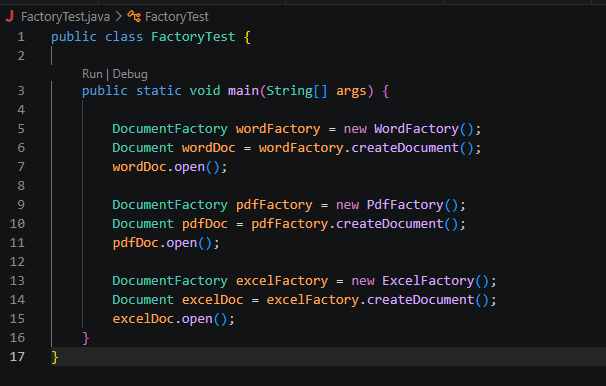 FactoryTest.java > FactoryTest
1 public class FactoryTest {
2
Run | Debug
3     public static void main(String[] args) {
4
5         DocumentFactory wordFactory = new WordFactory();
6         Document wordDoc = wordFactory.createDocument();
7         wordDoc.open();
8
9         DocumentFactory pdfFactory = new PdfFactory();
10         Document pdfDoc = pdfFactory.createDocument();
11         pdfDoc.open();
12
13         DocumentFactory excelFactory = new ExcelFactory();
14         Document excelDoc = excelFactory.createDocument();
15         excelDoc.open();
16     }
17 }